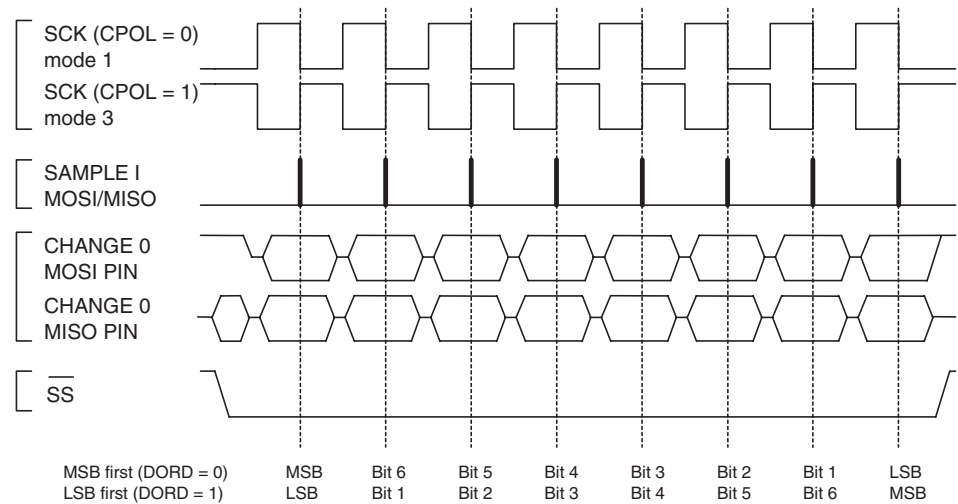 SCK (CPOL = 0)
mode 1
SCK (CPOL = 1)
mode 3
SAMPLE I
MOSI/MISO
CHANGE 0
MOSI PIN
CHANGE 0
MISO PIN
SS
MSB first (DORD = 0) MSB Bit 6 Bit 5 Bit 4 Bit 3 Bit 2 Bit 1 LSB
LSB first (DORD = 1) LSB Bit 1 Bit 2 Bit 3 Bit 4 Bit 5 Bit 6 MSB